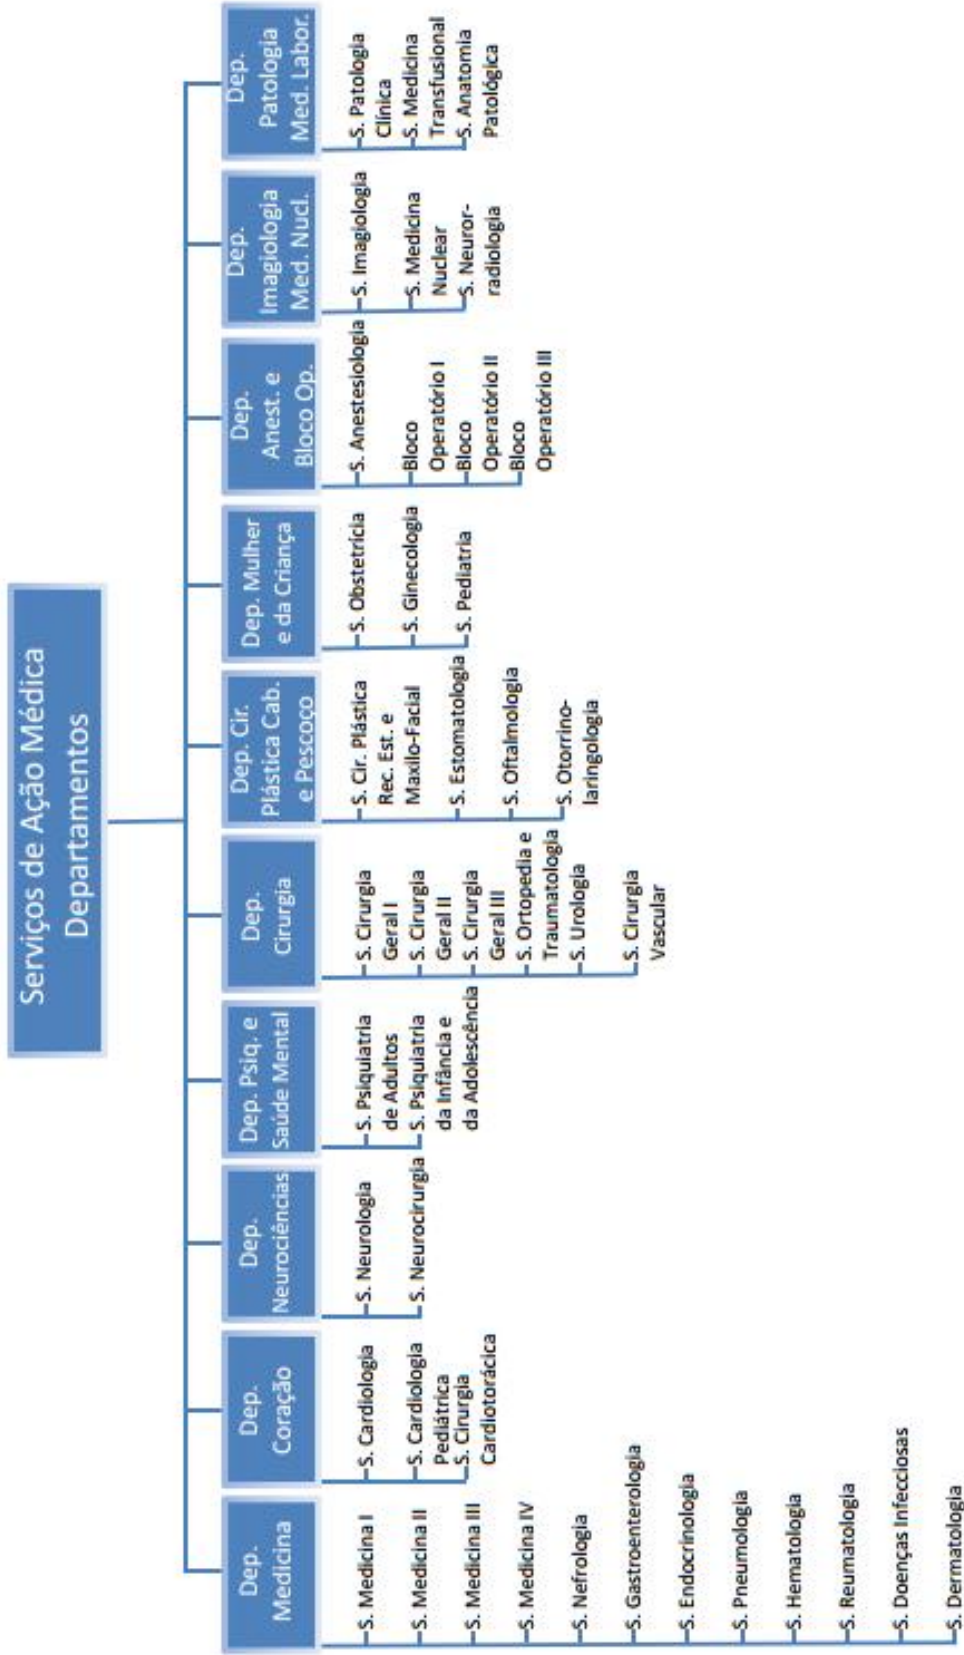 Serviços de Ação Médica
Departamentos
Dep.
Medicina
S. Medicina I
S. Medicina II
S. Medicina III
S. Medicina IV
S. Nefrologia
S. Gastroenterologia
S. Endocrinologia
S. Pneumologia
S. Hematologia
S. Reumatologia
S. Doenças Infecciosas
S. Dermatologia
Dep.
Coração
S. Cardiologia
S. Cardiologia
Pediátrica
S. Cirurgia
Cardiotorácica
Dep.
Neurociências
S. Neurologia
S. Neurocirurgia
Dep. Psiq. e
Saúde Mental
S. Psiquiatria
de Adultos
S. Psiquiatria
da Infância e
da Adolescência
Dep.
Cirurgia
S. Cirurgia
Geral I
S. Cirurgia
Geral II
S. Cirurgia
Geral III
S. Ortopedia e
Traumatologia
S. Urologia
S. Cirurgia
Vascular
Dep. Cir.
Plástica Cab.
e Pescoço
S. Cir. Plástica
Rec. Est. e
Maxilo-Facial
S. Estomatologia
S. Oftalmologia
S. Otorrino-
laringologia
Dep. Mulher
e da Criança
S. Obstetrícia
S. Ginecologia
S. Pediatria
Dep.
Anest. e
Bloco Op.
S. Anestesiologia
Bloco
Operatório I
Bloco
Operatório II
Bloco
Operatório III
Dep.
Imagiologia
Med. Nucl.
S. Imagiologia
S. Medicina
Nuclear
S. Neuror-
radiologia
Dep.
Patologia
Med. Labor.
S. Patologia
Clínica
S. Medicina
Transfusional
S. Anatomia
Patológica